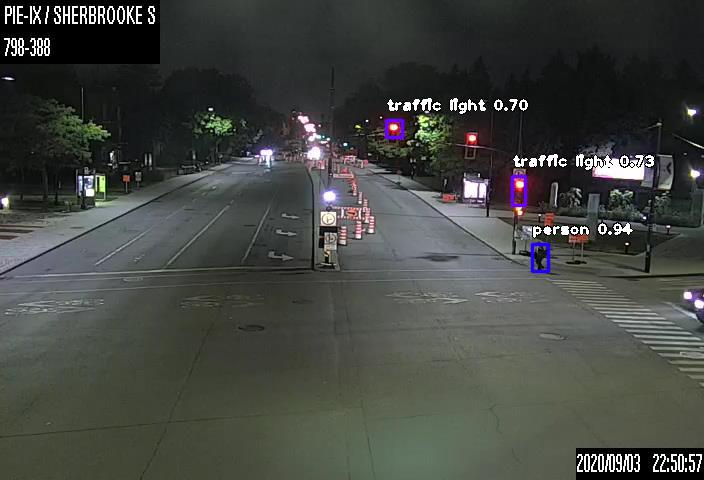 PIE-IX / SHERBROOKE S
798-388
traffic light 0.70
traffic light 0.73
person 0.94
2020/09/03 22:50:57